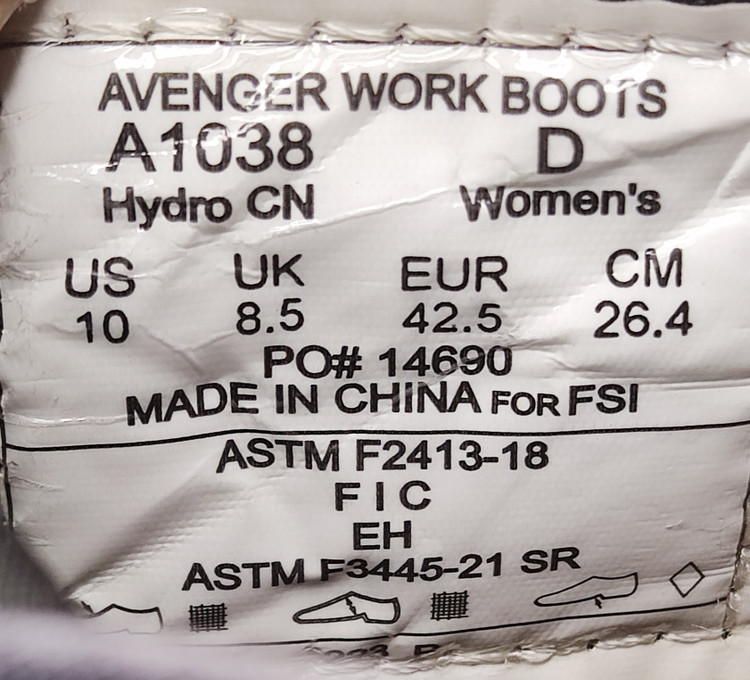 AVENGER WORK BOOTS
A1038 D
Hydro CN Women's
US UK EUR CM
10 8.5 42.5 26.4
PO# 14690
MADE IN CHINA FOR FSI
ASTM F2413-18
F I C
EH
ASTM F3445-21 SR